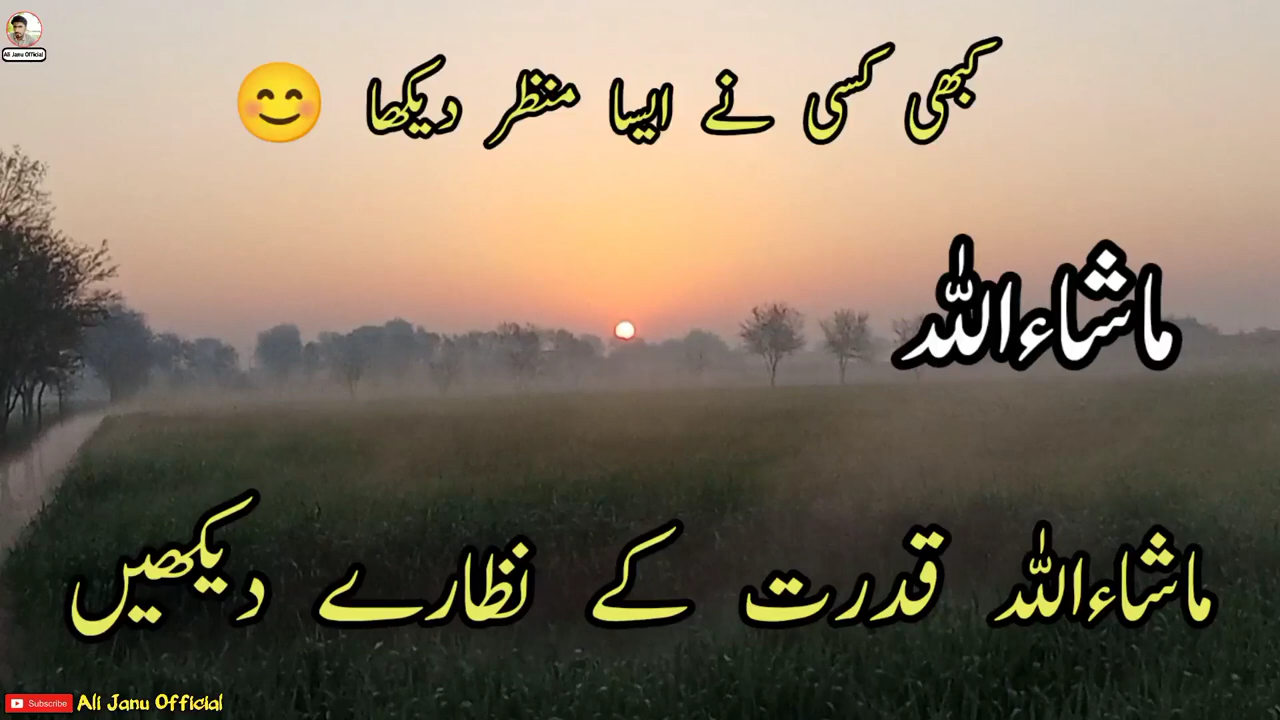 Ali Janu Official
کبھی کسی نے ایسا منظر دیکھا 😊
ماشاءاللہ
ماشاءاللہ قدرت کے نظارے دیکھیں
Subscribe Ali Janu Official